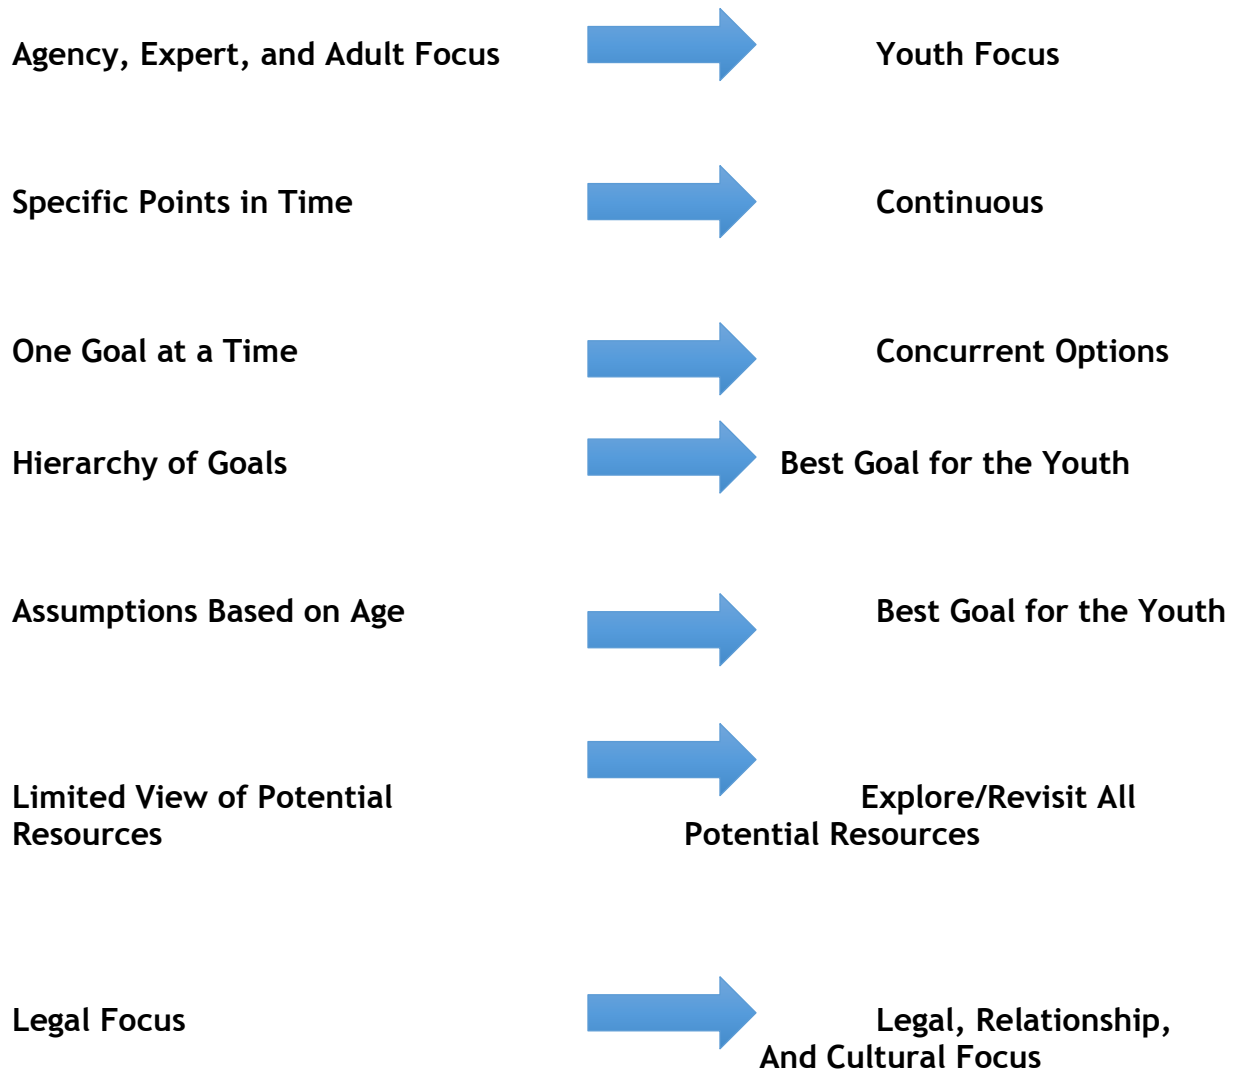 Agency, Expert, and Adult Focus Youth Focus
Specific Points in Time Continuous
One Goal at a Time Concurrent Options
Hierarchy of Goals Best Goal for the Youth
Assumptions Based on Age Best Goal for the Youth
Limited View of Potential Explore/Revisit All
Resources Potential Resources
Legal Focus Legal, Relationship,
And Cultural Focus